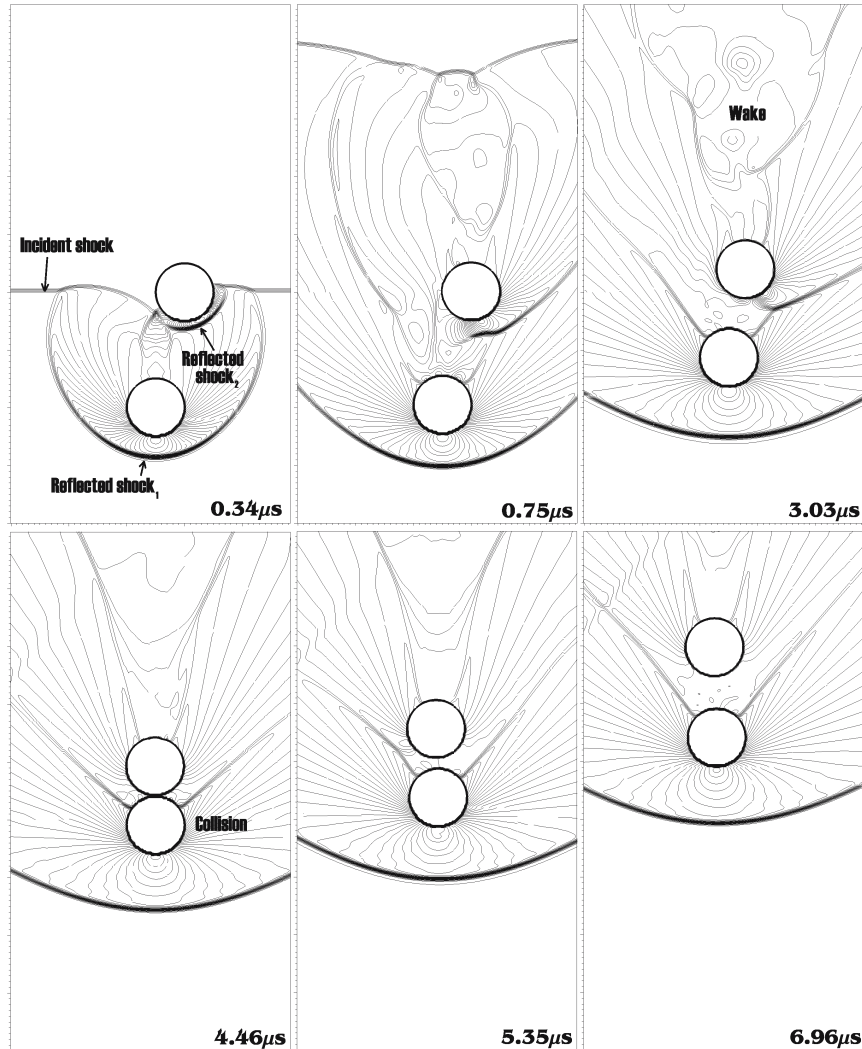 Incident shock
Reflected
shock2
Reflected shock1
0.34μs
0.75μs
Wake
3.03μs
Collision
4.46μs
5.35μs
6.96μs